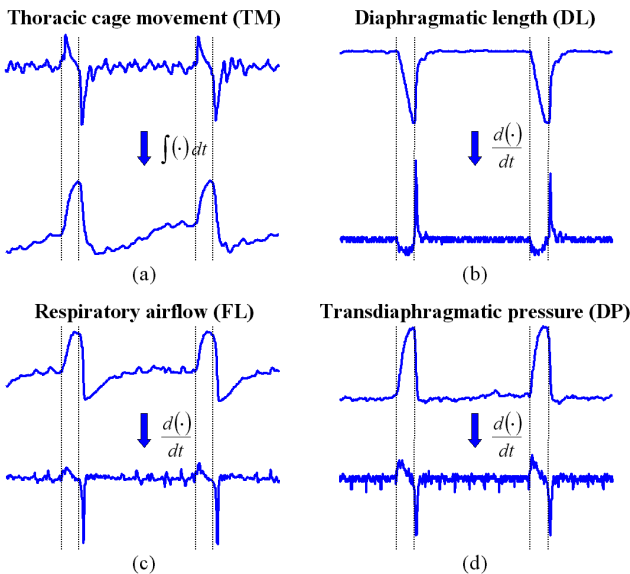 Thoracic cage movement (TM)
Diaphragmatic length (DL)
∫(·)dt
d(·)
dt
(a)
(b)
Respiratory airflow (FL)
Transdiaphragmatic pressure (DP)
d(·)
dt
d(·)
dt
(c)
(d)